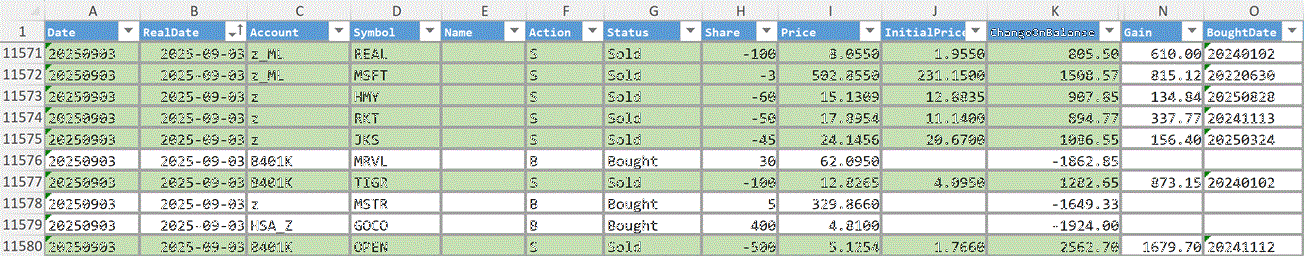 A B C D E F G H I J K N O
1 Date RealDate Account Symbol Name Action Status Share Price InitialPrice ChangeInBalance Gain BoughtDate
11571 20250903 2025-09-03 z_ML REAL S Sold -100 8.0550 1.9550 805.50 610.00 20240102
11572 20250903 2025-09-03 z_ML MSFT S Sold -3 502.8550 231.1500 1508.57 815.12 20220630
11573 20250903 2025-09-03 z HMY S Sold -60 15.1309 12.8835 907.85 134.84 20250828
11574 20250903 2025-09-03 z RKT S Sold -50 17.8954 11.1400 894.77 337.77 20241113
11575 20250903 2025-09-03 z JKS S Sold -45 24.1456 20.6700 1086.55 156.40 20250324
11576 20250903 2025-09-03 8401K MRVL B Bought 30 62.0950 -1862.85
11577 20250903 2025-09-03 8401K TIGR S Sold -100 12.8265 4.0950 1282.65 873.15 20240102
11578 20250903 2025-09-03 z MSTR B Bought 5 329.8660 -1649.33
11579 20250903 2025-09-03 HSA_Z GOCO B Bought 400 4.8100 -1924.00
11580 20250903 2025-09-03 8401K OPEN S Sold -500 5.1254 1.7660 2562.70 1679.70 20241112